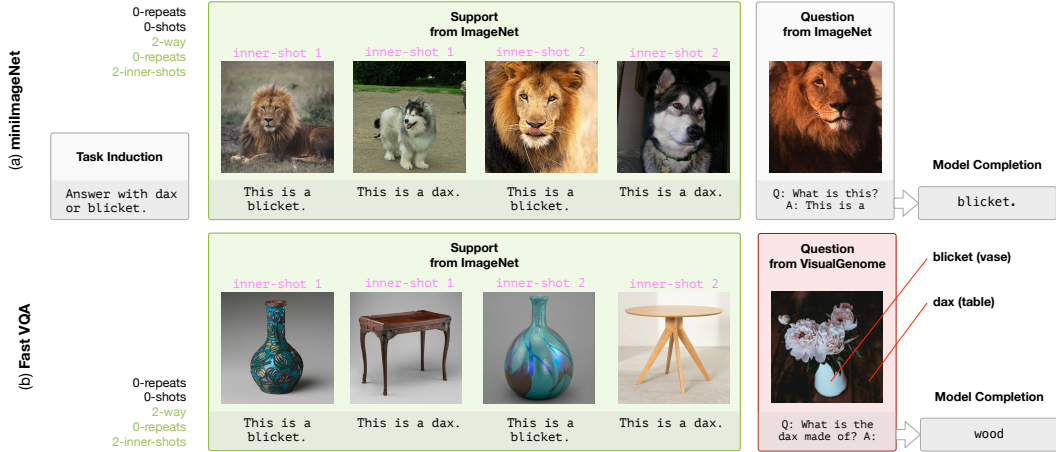 (a) miniImageNet
0-repeats
0-shots
2-way
0-repeats
2-inner-shots
Task Induction
Answer with dax
or blicket.
Support
from ImageNet
inner-shot 1
inner-shot 1
inner-shot 2
inner-shot 2
This is a
blicket.
This is a dax.
This is a
blicket.
This is a dax.
Question
from ImageNet
Q: What is this?
A: This is a
Model Completion
blicket.
(b) Fast VQA
0-repeats
0-shots
2-way
0-repeats
2-inner-shots
Support
from ImageNet
inner-shot 1
inner-shot 1
inner-shot 2
inner-shot 2
This is a
blicket.
This is a dax.
This is a
blicket.
This is a dax.
Question
from VisualGenome
blicket (vase)
dax (table)
Q: What is the
dax made of? A:
Model Completion
wood